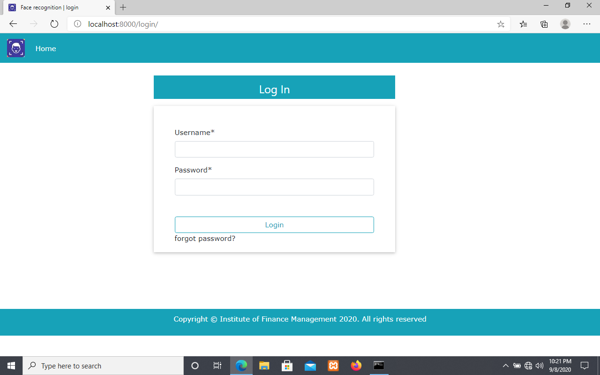 Face recognition | login
localhost:8000/login/
Home
Log In
Username*
Password*
Login
forgot password?
Copyright © Institute of Finance Management 2020. All rights reserved
Type here to search
10:21 PM
9/8/2020